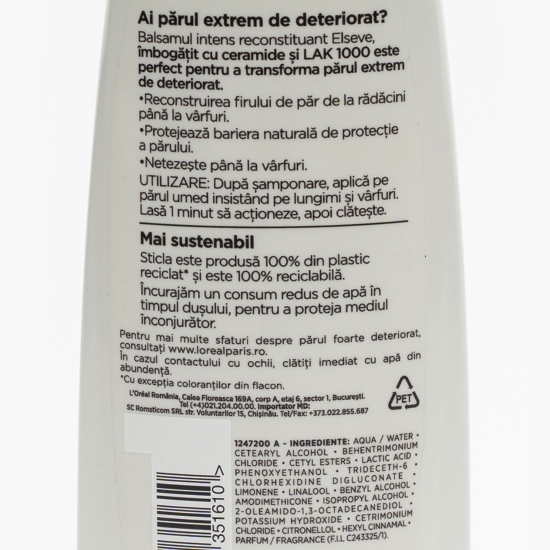 Ai părul extrem de deteriorat?
Balsamul intens reconstituant Elseve,
îmbogățit cu ceramide și LAK 1000 este
perfect pentru a transforma părul extrem
de deteriorat.
•Reconstruirea firului de păr de la rădăcini
până la vârfuri.
•Protejează bariera naturală de protecție
a părului.
•Netezește până la vârfuri.
UTILIZARE: După șamponare, aplică pe
părul umed insistând pe lungimi și vârfuri.
Lasă 1 minut să acționeze, apoi clătește.
Mai sustenabil
Sticla este produsă 100% din plastic
reciclat* și este 100% reciclabilă.
Încurajăm un consum redus de apă în
timpul dușului, pentru a proteja mediul
înconjurător.
Pentru mai multe sfaturi despre părul foarte deteriorat,
consultați www.lorealparis.ro.
În cazul contactului cu ochii, clătiți imediat cu apă din
abundență.
*Cu excepția coloranților din flacon.
L'Oréal România, Calea Floreasca 169A, corp A, etaj 6, sector 1, București.
Tel (+4)021.204.00.00. Importator MD:
SC Romsticom SRL str. Voluntarilor 15, Chișinău. Tel/Fax: +373.022.855.687
PET
351610>
1247200 A - INGREDIENTE: AQUA / WATER •
CETEARYL ALCOHOL • BEHENTRIMONIUM
CHLORIDE • CETYL ESTERS • LACTIC ACID •
PHENOXYETHANOL • TRIDECETH-6 •
CHLORHEXIDINE DIGLUCONATE •
LIMONENE • LINALOOL • BENZYL ALCOHOL •
AMODIMETHICONE • ISOPROPYL ALCOHOL •
2-OLEAMIDO-1,3-OCTADECANEDIOL •
POTASSIUM HYDROXIDE • CETRIMONIUM
CHLORIDE • CITRONELLOL • HEXYL CINNAMAL •
PARFUM / FRAGRANCE (F.I.L C243325/1)